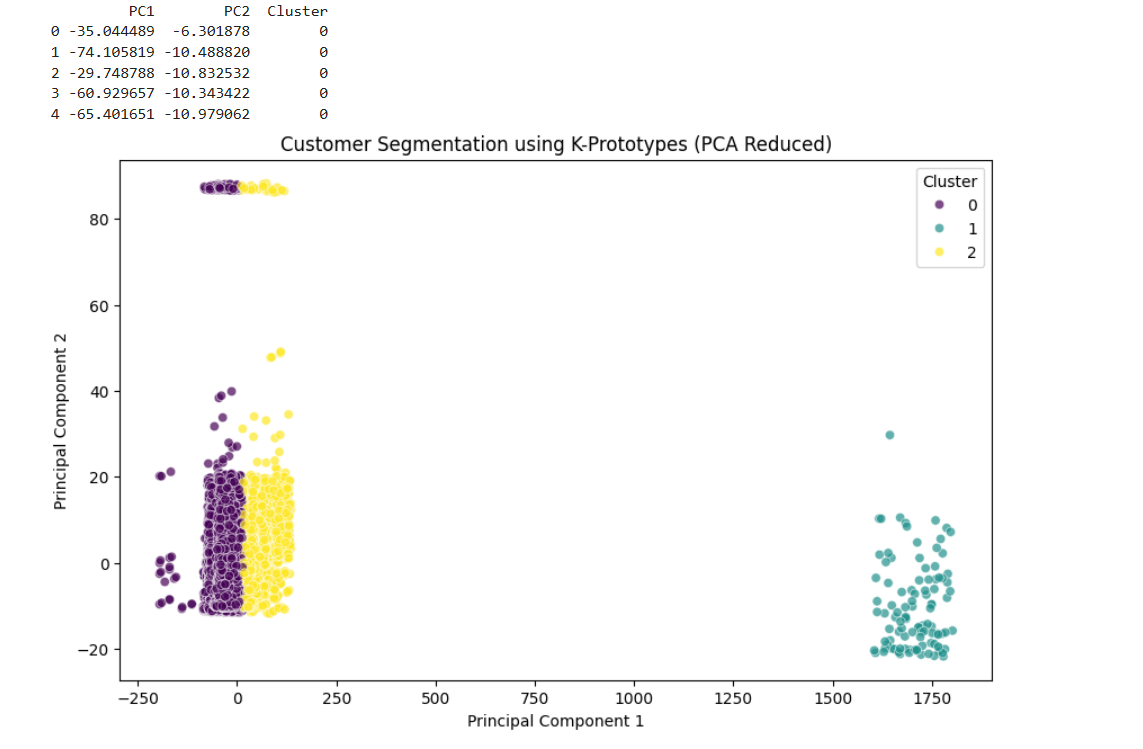 PC1 PC2 Cluster
0 -35.044489 -6.301878 0
1 -74.105819 -10.488820 0
2 -29.748788 -10.832532 0
3 -60.929657 -10.343422 0
4 -65.401651 -10.979062 0
Customer Segmentation using K-Prototypes (PCA Reduced)
Cluster
0
1
2
80
60
40
20
0
−20
Principal Component 2
−250 0 250 500 750 1000 1250 1500 1750
Principal Component 1